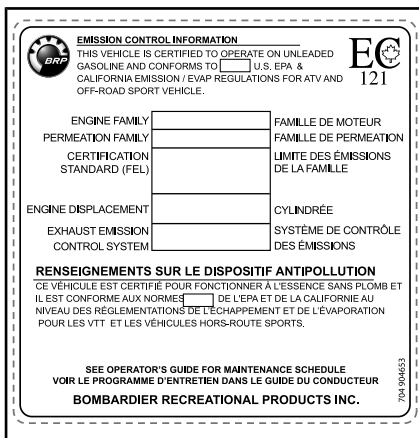 BRP
EMISSION CONTROL INFORMATION
THIS VEHICLE IS CERTIFIED TO OPERATE ON UNLEADED
GASOLINE AND CONFORMS TO U.S. EPA &
CALIFORNIA EMISSION / EVAP REGULATIONS FOR ATV AND
OFF-ROAD SPORT VEHICLE.
EC
121
ENGINE FAMILY FAMILLE DE MOTEUR
PERMEATION FAMILY FAMILLE DE PERMEATION
CERTIFICATION LIMITE DES ÉMISSIONS
STANDARD (FEL) DE LA FAMILLE
ENGINE DISPLACEMENT CYLINDRÉE
EXHAUST EMISSION SYSTÈME DE CONTRÔLE
CONTROL SYSTEM DES ÉMISSIONS
RENSEIGNEMENTS SUR LE DISPOSITIF ANTIPOLLUTION
CE VÉHICULE EST CERTIFIÉ POUR FONCTIONNER À L'ESSENCE SANS PLOMB ET
IL EST CONFORME AUX NORMES DE L'EPA ET DE LA CALIFORNIE AU
NIVEAU DES RÉGLEMENTATIONS DE L'ÉCHAPPEMENT ET DE L'ÉVAPORATION
POUR LES VTT ET LES VÉHICULES HORS-ROUTE SPORTS.
SEE OPERATOR'S GUIDE FOR MAINTENANCE SCHEDULE
VOIR LE PROGRAMME D'ENTRETIEN DANS LE GUIDE DU CONDUCTEUR
BOMBARDIER RECREATIONAL PRODUCTS INC.
704 904653